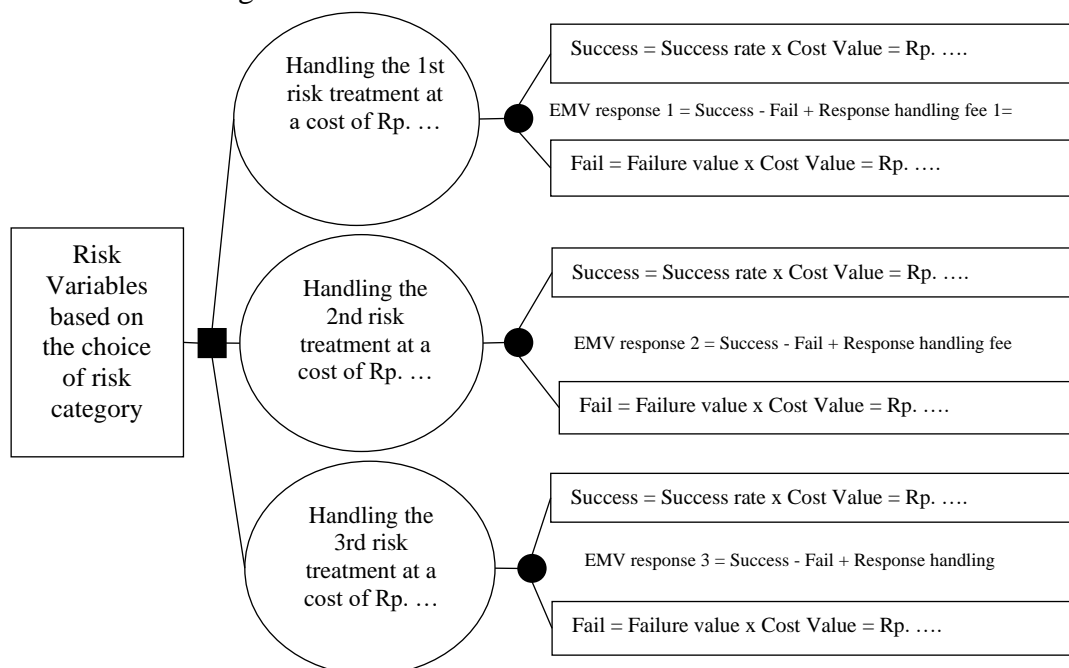 Handling the 1st
risk treatment at
a cost of Rp. …
Success = Success rate x Cost Value = Rp. ….
EMV response 1 = Success - Fail + Response handling fee 1=
Fail = Failure value x Cost Value = Rp. ….
Risk
Variables
based on
the choice
of risk
category
Handling the
2nd risk
treatment at a
cost of Rp. …
Success = Success rate x Cost Value = Rp. ….
EMV response 2 = Success - Fail + Response handling fee
Fail = Failure value x Cost Value = Rp. ….
Handling the
3rd risk
treatment at a
cost of Rp. …
Success = Success rate x Cost Value = Rp. ….
EMV response 3 = Success - Fail + Response handling
Fail = Failure value x Cost Value = Rp. ….